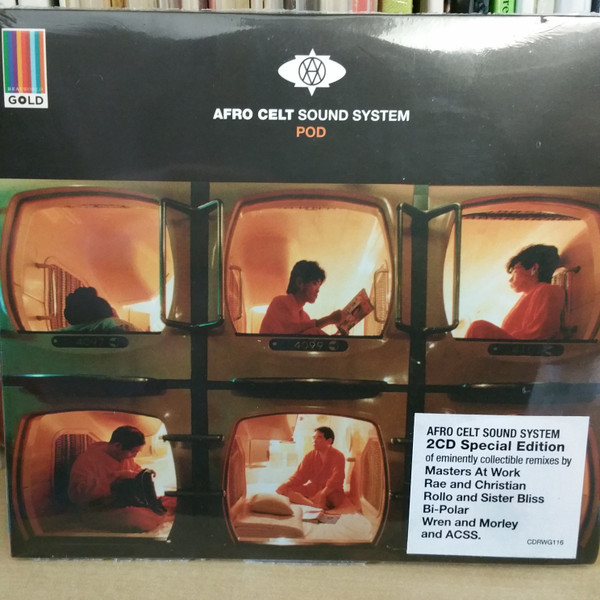 REALWORLD
GOLD
AFRO CELT SOUND SYSTEM
POD
4099
AFRO CELT SOUND SYSTEM
2CD Special Edition
of eminently collectible remixes by
Masters At Work
Rae and Christian
Rollo and Sister Bliss
Bi-Polar
Wren and Morley
and ACSS.
CDRWG116